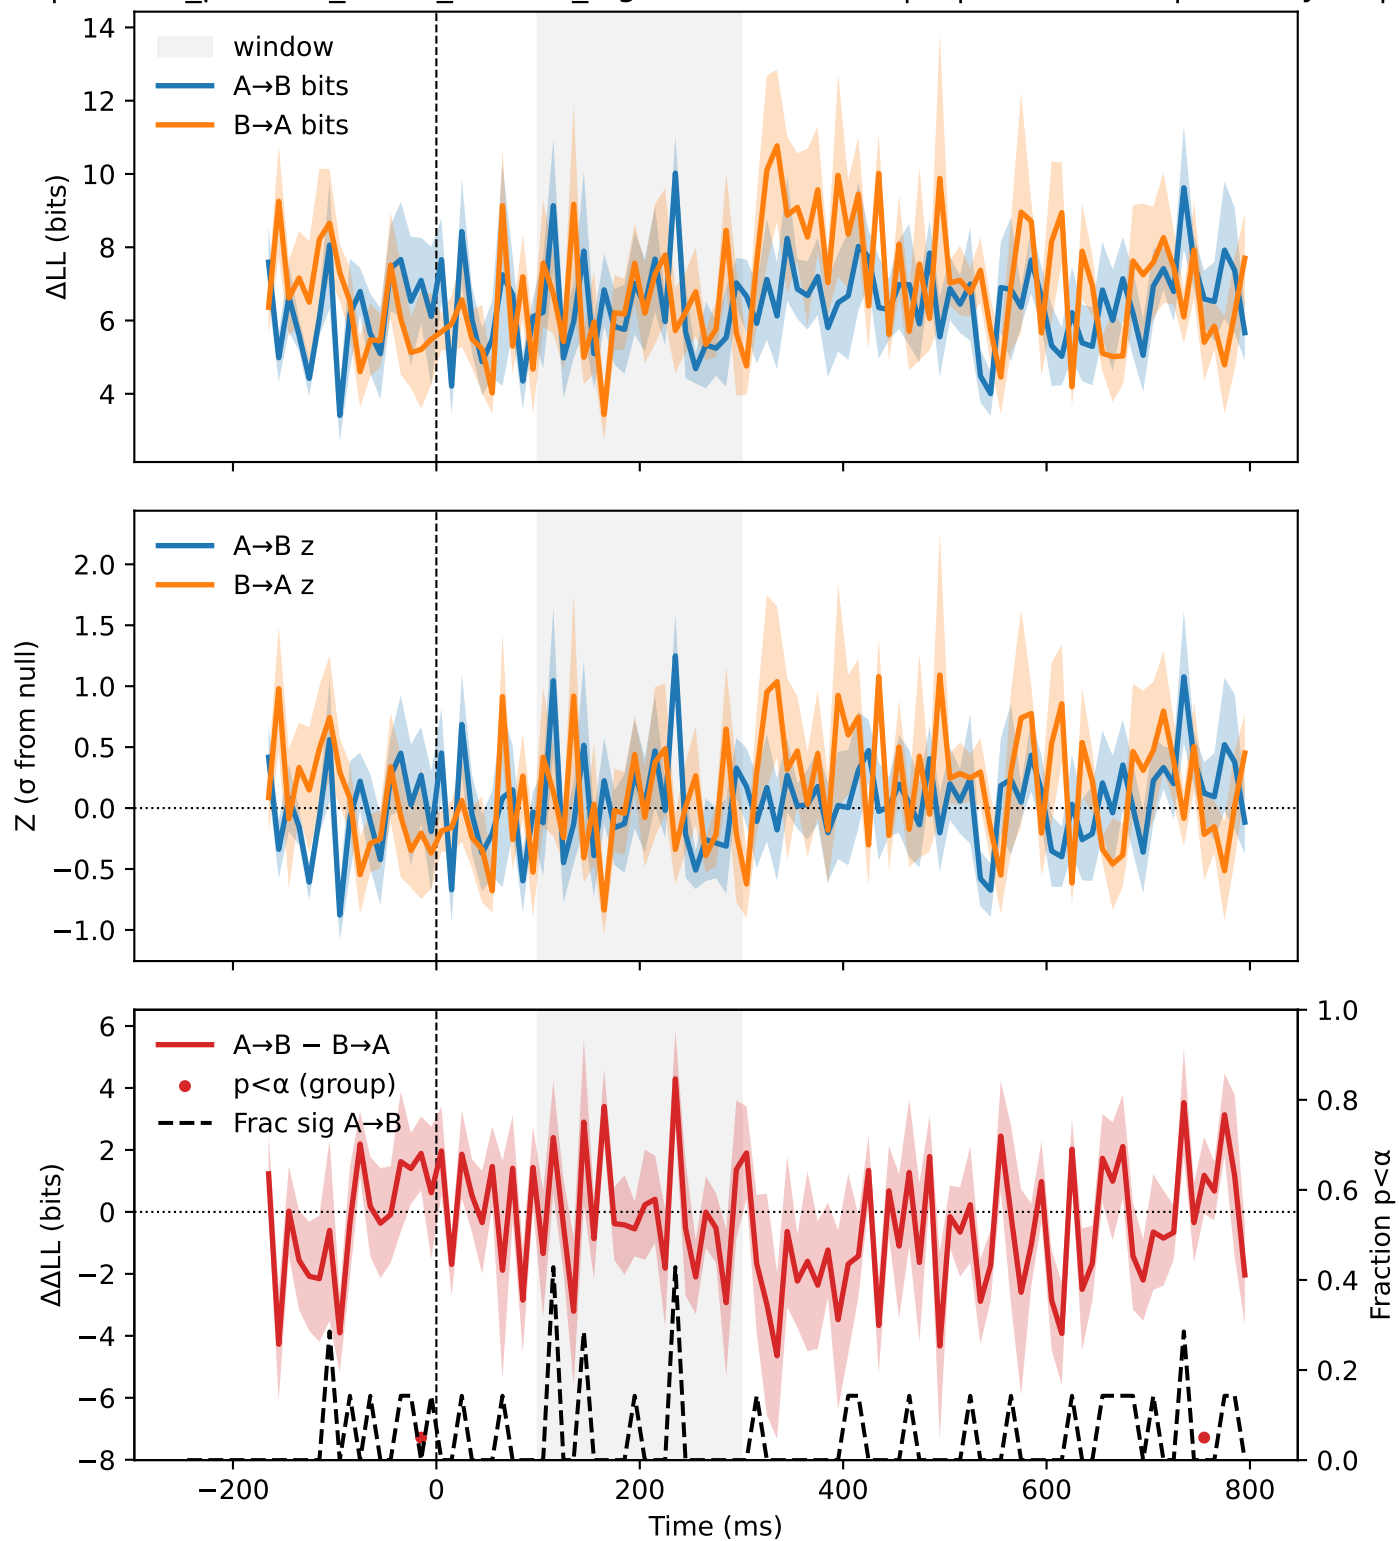 14
12
10
8
6
4
ΔLL (bits)
window
A→B bits
B→A bits
2.0
1.5
1.0
0.5
0.0
−0.5
−1.0
Z (σ from null)
A→B z
B→A z
6
4
2
0
−2
−4
−6
−8
ΔΔLL (bits)
A→B − B→A
p<α (group)
Frac sig A→B
1.0
0.8
0.6
0.4
0.2
0.0
Fraction p<α
−200
0
200
400
600
800
Time (ms)